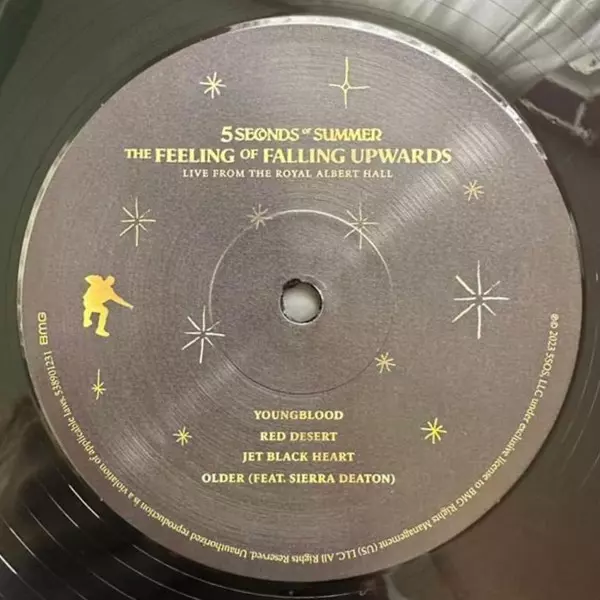 5 SECONDS OF SUMMER
THE FEELING OF FALLING UPWARDS
LIVE FROM THE ROYAL ALBERT HALL
YOUNGBLOOD
RED DESERT
JET BLACK HEART
OLDER (FEAT. SIERRA DEATON)
℗© 2023 5SOS, LLC under exclusive license to BMG Rights Management (US) LLC. All Rights Reserved. Unauthorized reproduction is a violation of applicable laws. 538901231 BMG